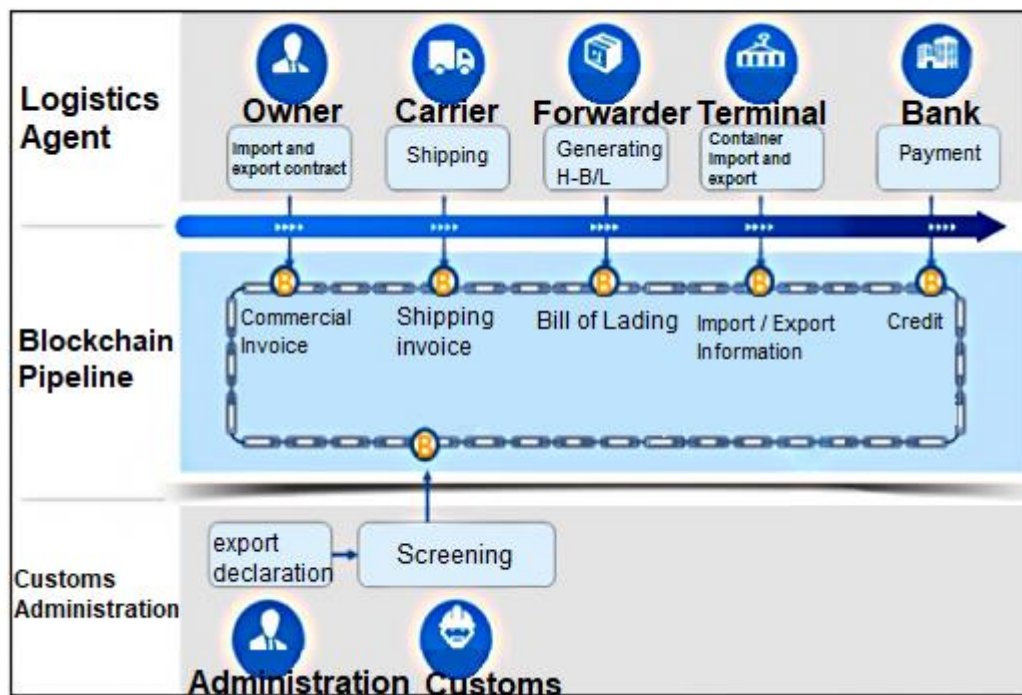 Logistics
Agent
Owner
Carrier
Forwarder
Terminal
Bank
Import and
export contract
Shipping
Generating
H-B/L
Container
Import and
export
Payment
Blockchain
Pipeline
B
B
B
B
B
Commercial
Invoice
Shipping
invoice
Bill of Lading
Import / Export
Information
Credit
B
Customs
Administration
export
declaration
Screening
Administration
Customs